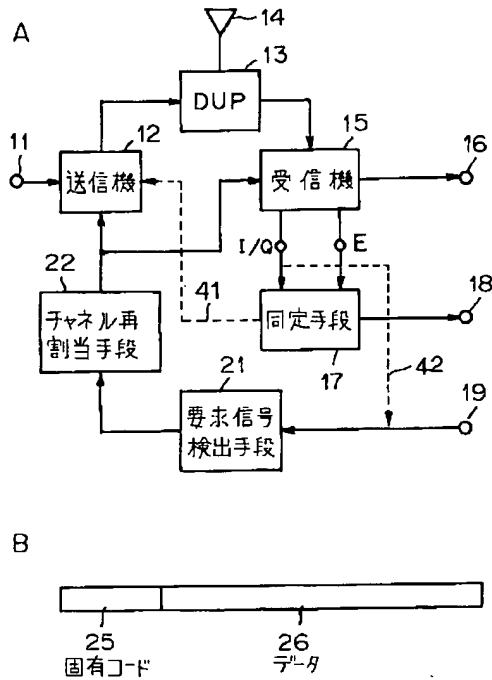 A
14
13
DUP
11
12
送信機
15
受信機
16
I/Q
E
22
チャネル再
割当手段
41
同定手段
17
18
42
21
要求信号
検出手段
19
B
25
固有コード
26
データ